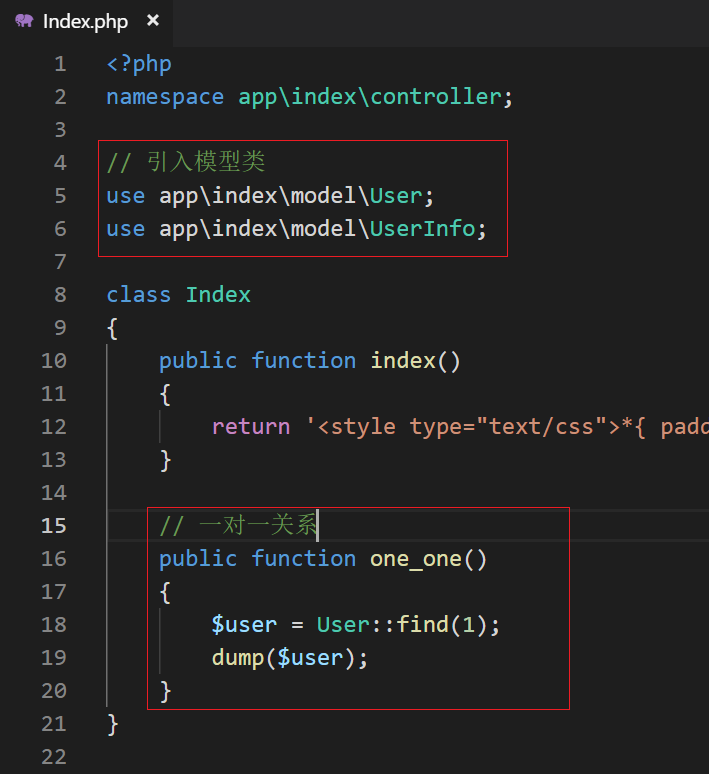 Index.php ×
1 <?php
2 namespace app\index\controller;
3
4 // 引入模型类
5 use app\index\model\User;
6 use app\index\model\UserInfo;
7
8 class Index
9 {
10 public function index()
11 {
12 return '<style type="text/css">*{ padd
13 }
14
15 // 一对一关系
16 public function one_one()
17 {
18 $user = User::find(1);
19 dump($user);
20 }
21 }
22